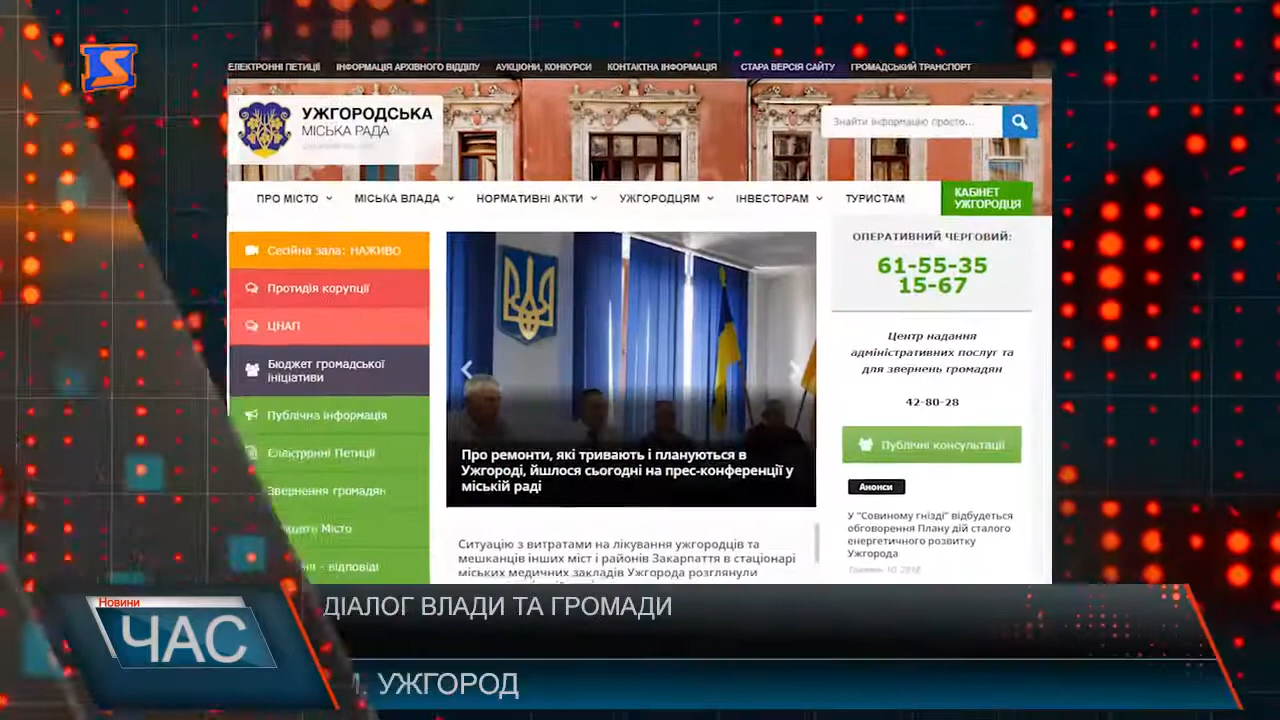 ЕЛЕКТРОННІ ПЕТИЦІЇ ІНФОРМАЦІЯ АРХІВНОГО ВІДДІЛУ АУКЦІОНИ, КОНКУРСИ КОНТАКТНА ІНФОРМАЦІЯ СТАРА ВЕРСІЯ САЙТУ ГРОМАДСЬКИЙ ТРАНСПОРТ
УЖГОРОДСЬКА
МІСЬКА РАДА
Знайти інформацію просто...
ПРО МІСТО МІСЬКА ВЛАДА НОРМАТИВНІ АКТИ УЖГОРОДЦЯМ ІНВЕСТОРАМ ТУРИСТАМ
КАБІНЕТ
УЖГОРОДЦЯ
Сесійна зала: НАЖИВО
Протидія корупції
ЦНАП
Бюджет громадської
ініціативи
Публічна інформація
Електронні Петиції
Звернення громадян
Місто
- відповіді
Про ремонти, які тривають і плануються в
Ужгороді, йшлося сьогодні на прес-конференції у
міській раді
Ситуацію з витратами на лікування ужгородців та
мешканців інших міст і районів Закарпаття в стаціонарі
міських медичних закладів Ужгорода розглянули
ОПЕРАТИВНИЙ ЧЕРГОВИЙ:
61-55-35
15-67
Центр надання
адміністративних послуг та
для звернень громадян
42-80-28
Публічні консультації
Анонси
У "Совиному гнізді" відбудеться
обговорення Плану дій сталого
енергетичного розвитку
Ужгорода
Травень 10, 2018
Новини
ЧАС
ДІАЛОГ ВЛАДИ ТА ГРОМАДИ
М. УЖГОРОД